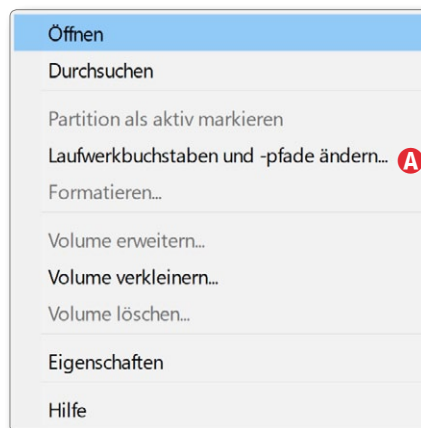 Öffnen
Durchsuchen
Partition als aktiv markieren
Laufwerkbuchstaben und -pfade ändern... A
Formatieren...
Volume erweitern...
Volume verkleinern...
Volume löschen...
Eigenschaften
Hilfe